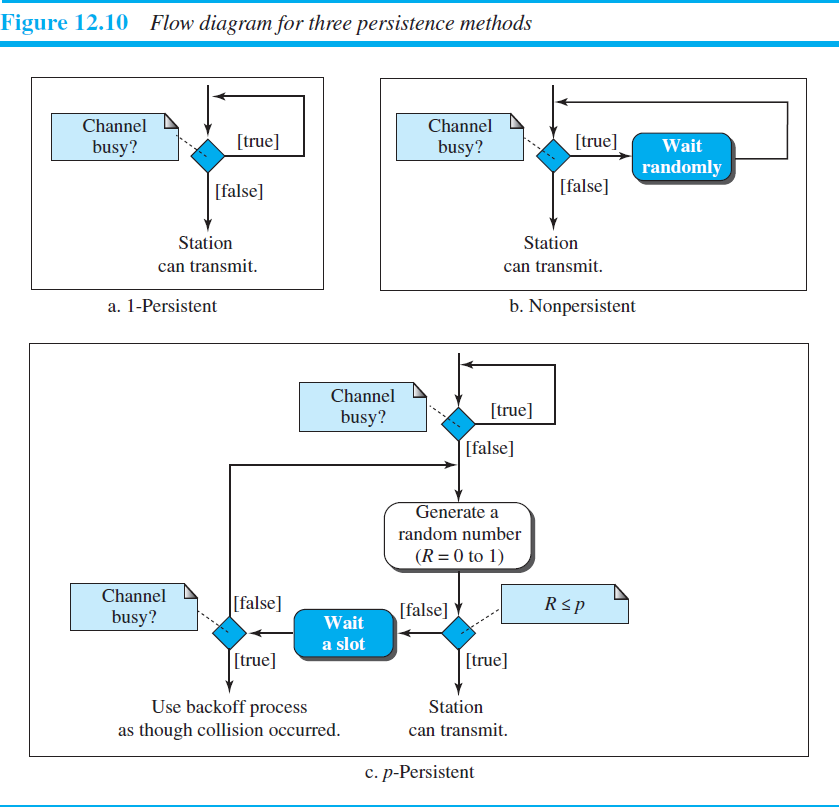 Figure 12.10 Flow diagram for three persistence methods
Channel
busy?
[true]
[false]
Station
can transmit.
a. 1-Persistent
Channel
busy?
[true]
Wait
randomly
[false]
Station
can transmit.
b. Nonpersistent
Channel
busy?
[true]
[false]
Generate a
random number
(R = 0 to 1)
Channel
busy?
[false]
Wait
a slot
[false]
R ≤ p
[true]
[true]
Use backoff process
as though collision occurred.
Station
can transmit.
c. p-Persistent